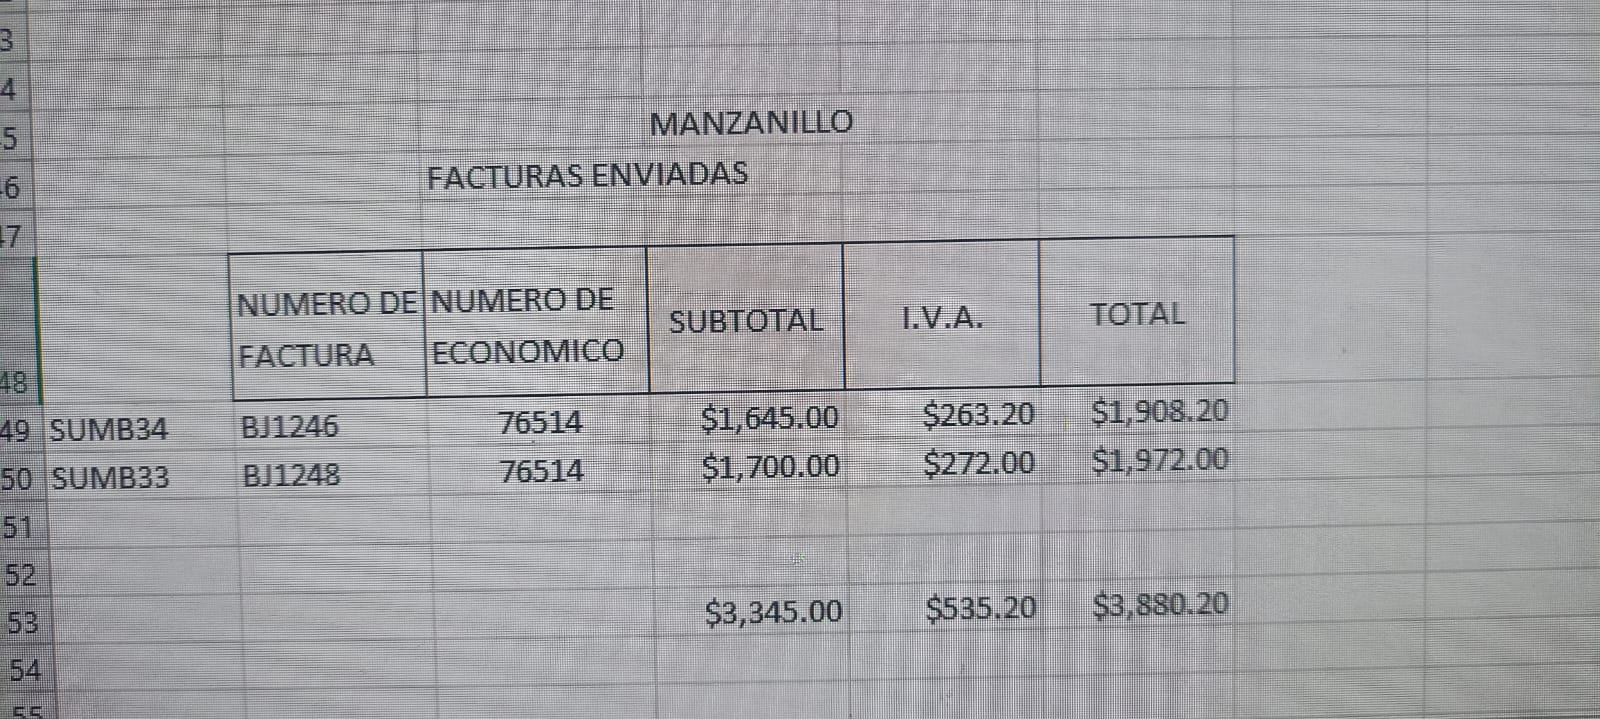 3
4
5 MANZANILLO
46 FACTURAS ENVIADAS
47
48 NUMERO DE FACTURA NUMERO DE ECONOMICO SUBTOTAL I.V.A. TOTAL
49 SUMB34 BJ1246 76514 $1,645.00 $263.20 $1,908.20
50 SUMB33 BJ1248 76514 $1,700.00 $272.00 $1,972.00
51
52
53 $3,345.00 $535.20 $3,880.20
54
55